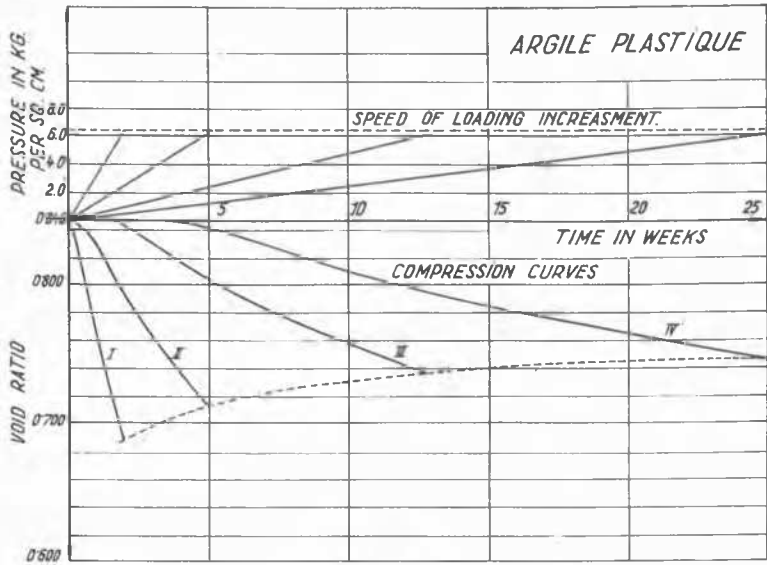 ARGILE PLASTIQUE
PRESSURE IN KG.
PER SQ. CM.
8.0
SPEED OF LOADING INCREASMENT.
6.0
4.0
2.0
5
10
15
20
25
TIME IN WEEKS
COMPRESSION CURVES
0'800
I
II
III
IV
VOID RATIO
0'700
0'600